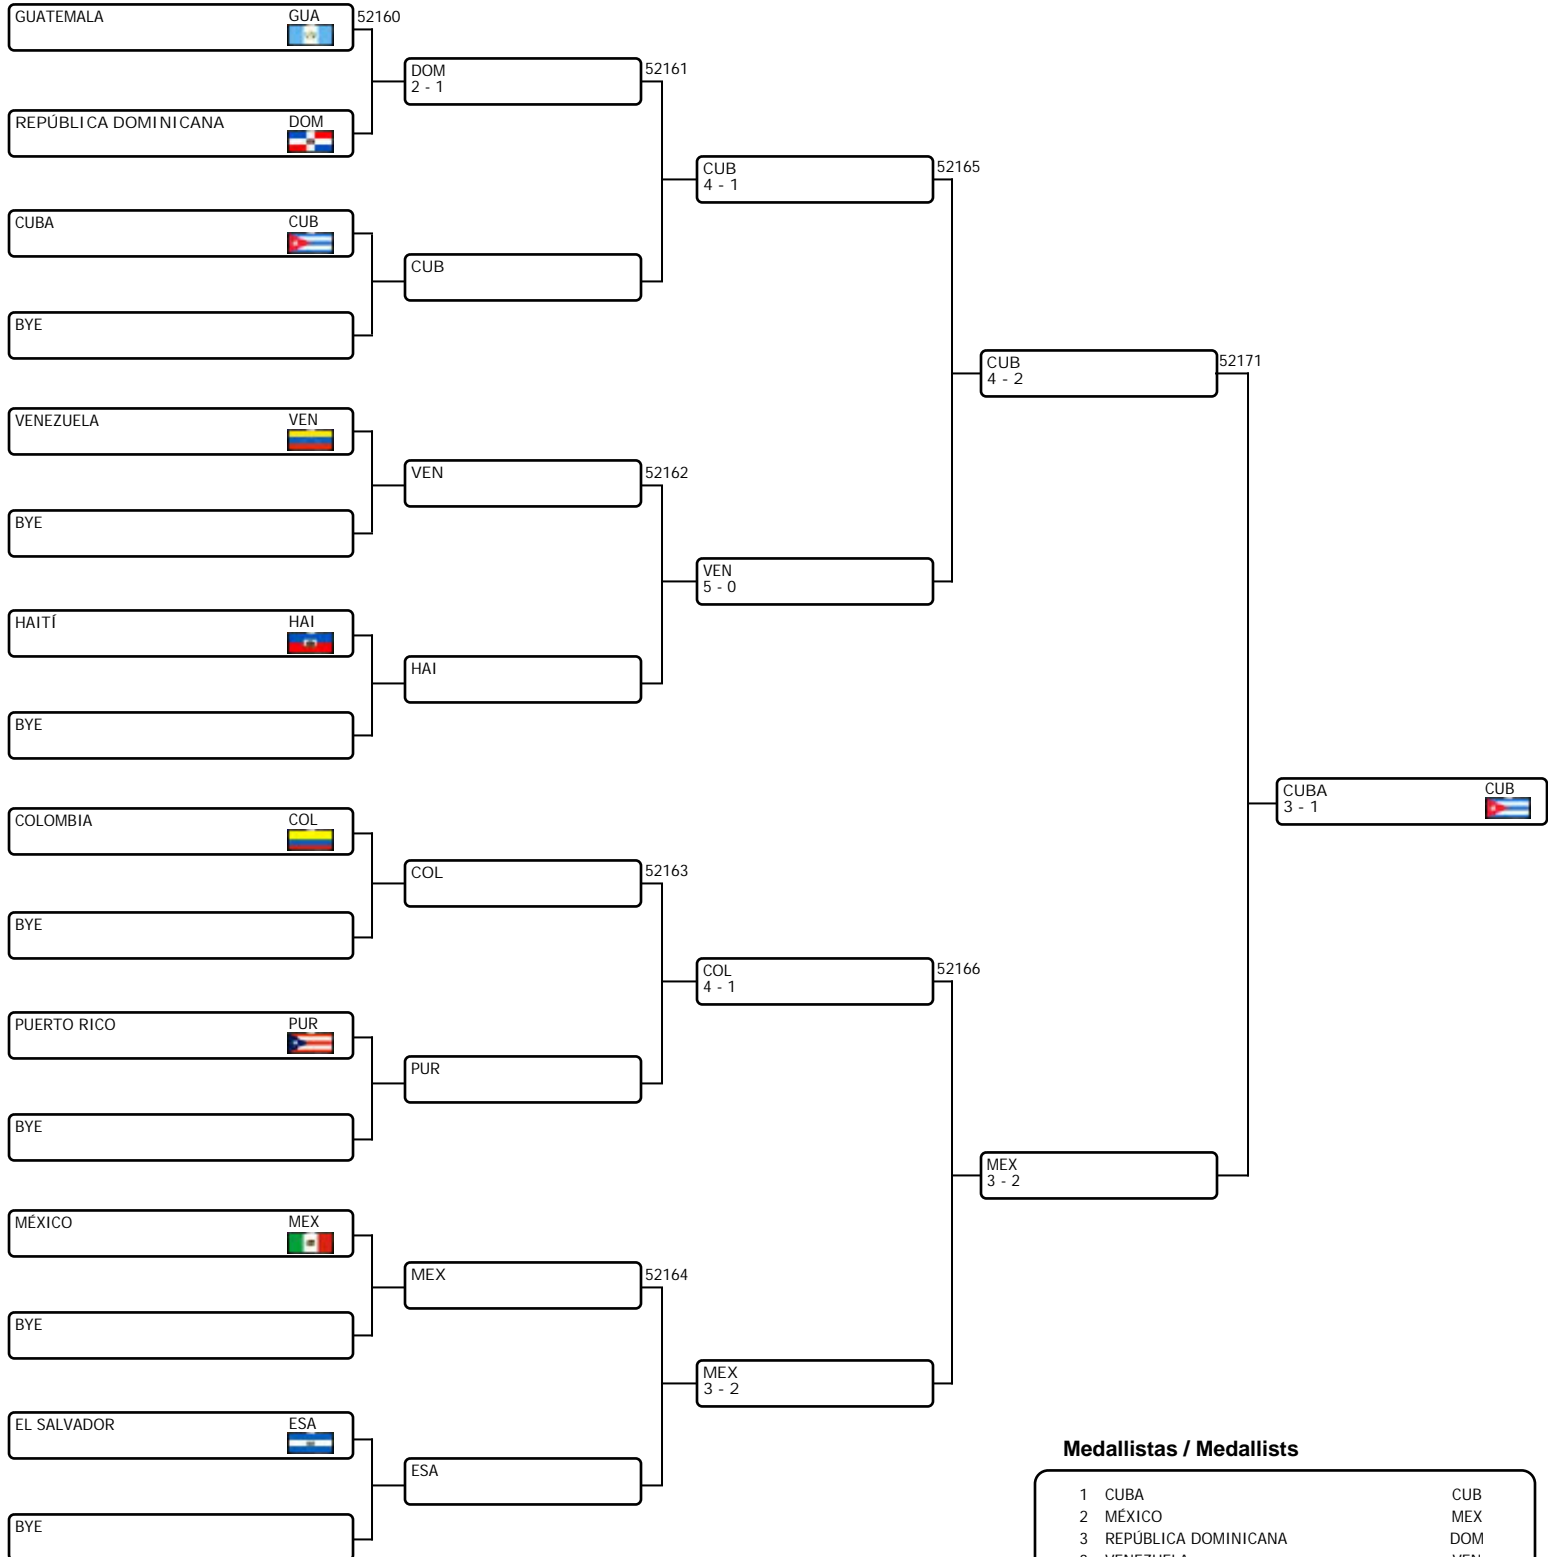 GUATEMALA GUA 52160
REPÚBLICA DOMINICANA DOM
CUBA CUB
BYE
VENEZUELA VEN
BYE
HAITÍ HAI
BYE
COLOMBIA COL
BYE
PUERTO RICO PUR
BYE
MÉXICO MEX
BYE
EL SALVADOR ESA
BYE
DOM 52161
2 - 1
CUB
VEN 52162
HAI
COL 52163
PUR
MEX 52164
ESA
CUB 52165
4 - 1
VEN
5 - 0
COL 52166
4 - 1
MEX
3 - 2
CUB 52171
4 - 2
MEX
3 - 2
CUBA CUB
3 - 1
Medallistas / Medallists
1 CUBA CUB
2 MÉXICO MEX
3 REPÚBLICA DOMINICANA DOM
VENEZUELA VEN